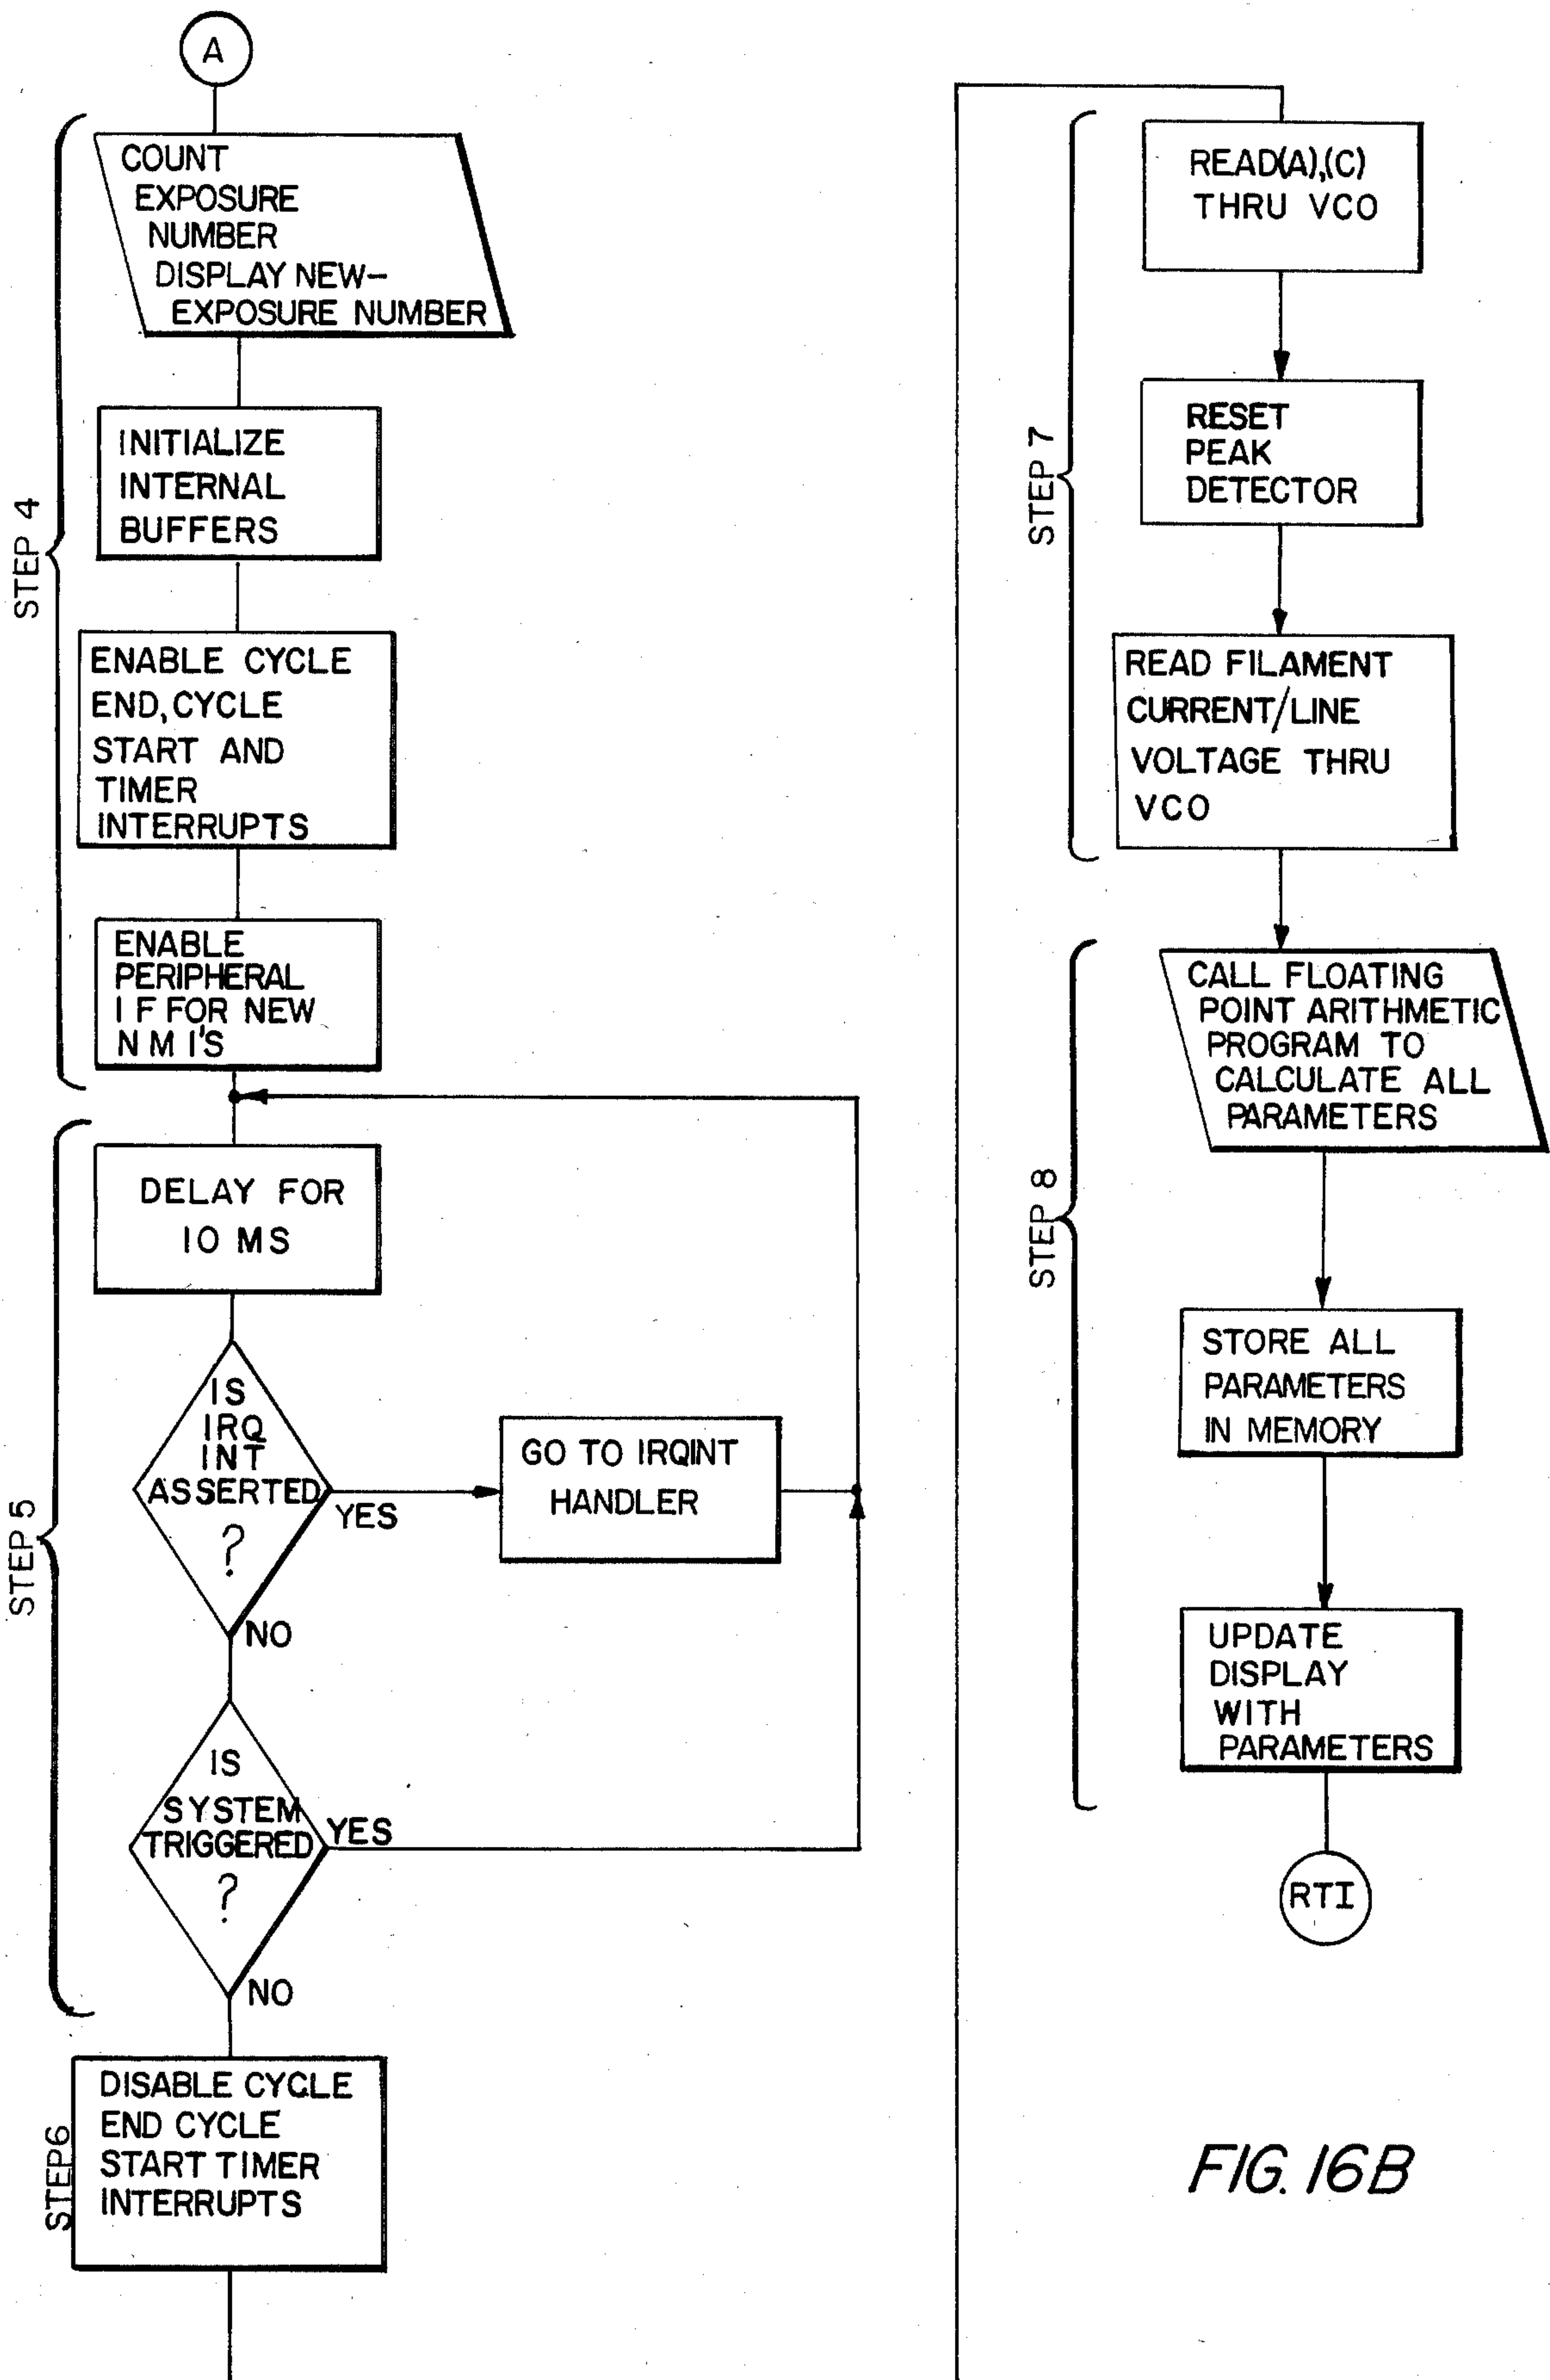 A
STEP 4
COUNT
EXPOSURE
NUMBER
DISPLAY NEW-
EXPOSURE NUMBER
INITIALIZE
INTERNAL
BUFFERS
ENABLE CYCLE
END, CYCLE
START AND
TIMER
INTERRUPTS
ENABLE
PERIPHERAL
I F FOR NEW
N M I'S
STEP 5
DELAY FOR
10 MS
IS
IRQ
INT
ASSERTED
?
YES
NO
GO TO IRQINT
HANDLER
IS
SYSTEM
TRIGGERED
?
YES
NO
STEP6
DISABLE CYCLE
END CYCLE
START TIMER
INTERRUPTS
STEP 7
READ(A),(C)
THRU VCO
RESET
PEAK
DETECTOR
READ FILAMENT
CURRENT/LINE
VOLTAGE THRU
VCO
STEP 8
CALL FLOATING
POINT ARITHMETIC
PROGRAM TO
CALCULATE ALL
PARAMETERS
STORE ALL
PARAMETERS
IN MEMORY
UPDATE
DISPLAY
WITH
PARAMETERS
RTI
FIG. 16B